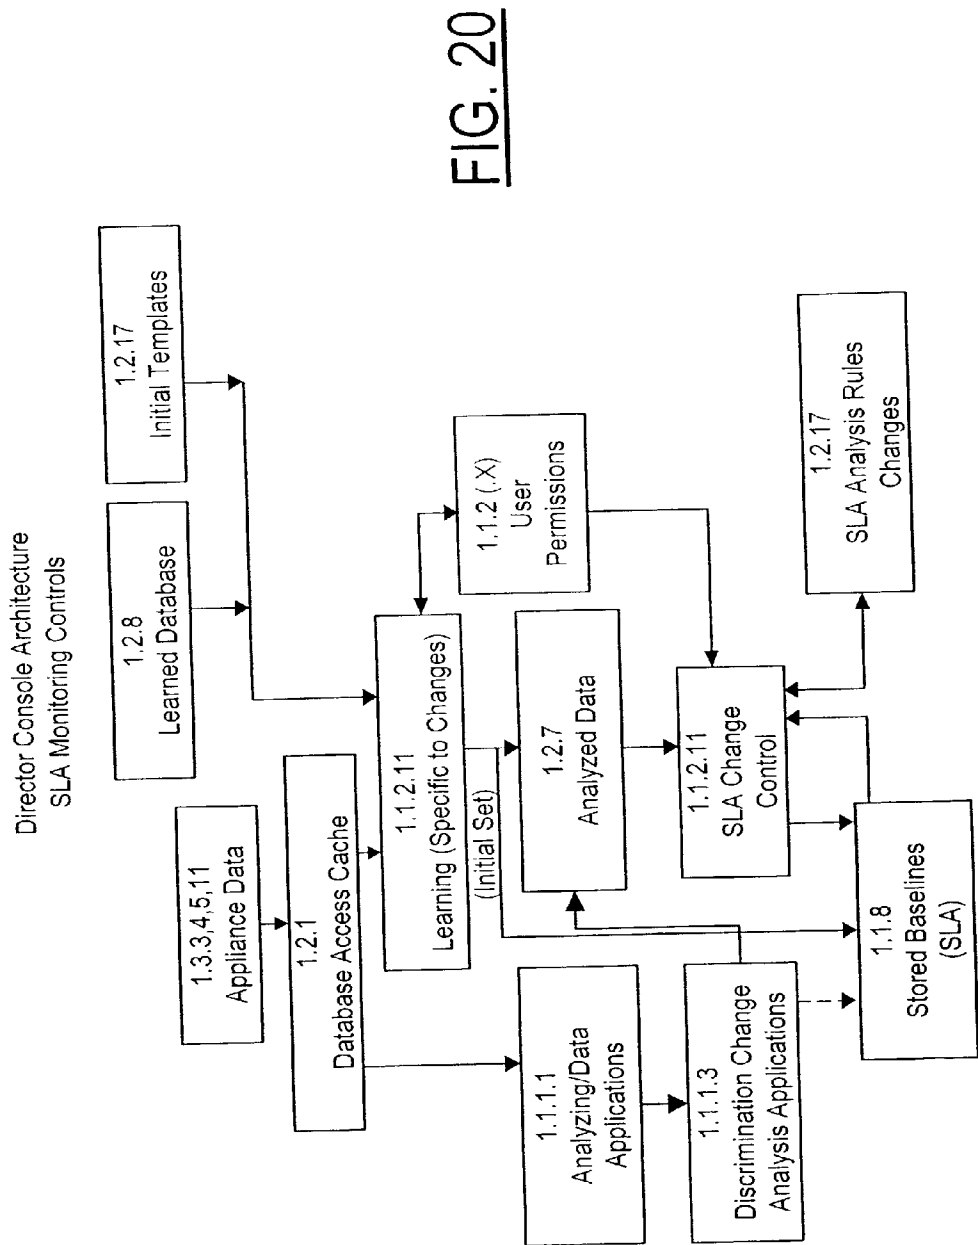 Director Console Architecture
SLA Monitoring Controls
1.3.3,4,5,11
Appliance Data
1.2.8
Learned Database
1.2.17
Initial Templates
1.2.1
Database Access Cache
1.1.2.11
Learning (Specific to Changes)
(Initial Set)
1.1.2 (.X)
User
Permissions
1.1.1.1
Analyzing/Data
Applications
1.2.7
Analyzed Data
1.1.1.3
Discrimination Change
Analysis Applications
1.1.2.11
SLA Change
Control
1.2.17
SLA Analysis Rules
Changes
1.1.8
Stored Baselines
(SLA)
FIG. 20